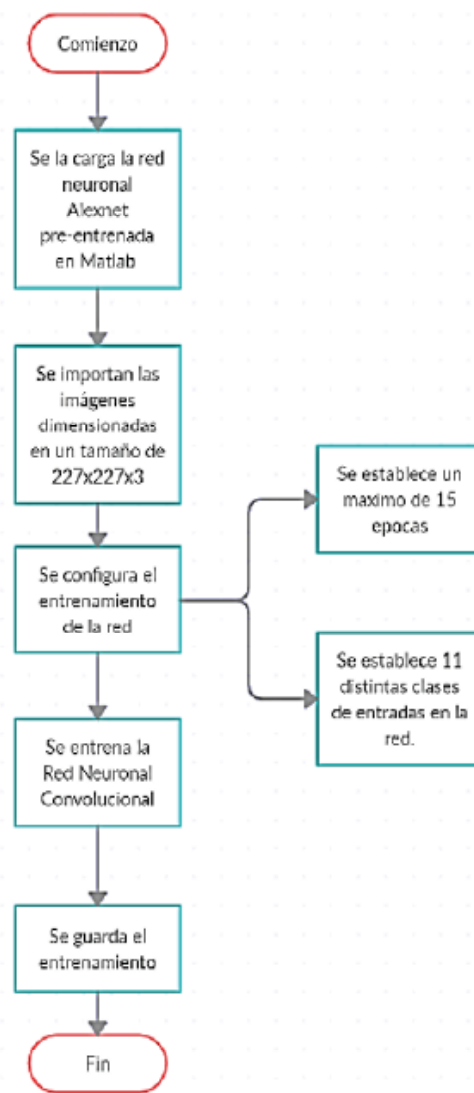 Comienzo
Se la carga la red
neuronal
Alexnet
pre-entrenada
en Matlab
Se importan las
imágenes
dimensionadas
en un tamaño de
227x227x3
Se configura el
entrenamiento
de la red
Se establece un
maximo de 15
epocas
Se establece 11
distintas clases
de entradas en la
red.
Se entrena la
Red Neuronal
Convolucional
Se guarda el
entrenamiento
Fin